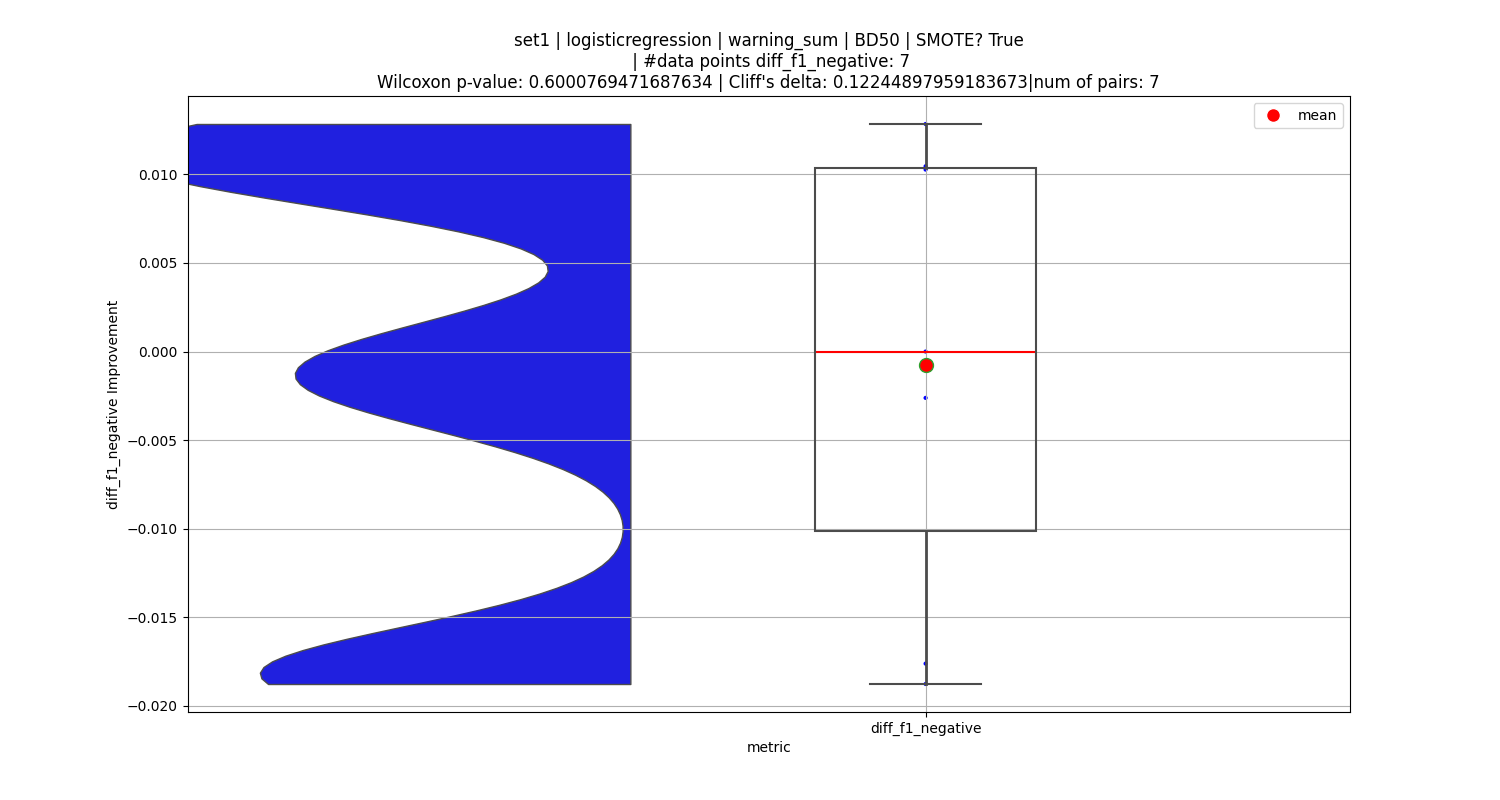 set1 | logisticregression | warning_sum | BD50 | SMOTE? True
| #data points diff_f1_negative: 7
Wilcoxon p-value: 0.6000769471687634 | Cliff's delta: 0.12244897959183673|num of pairs: 7
mean
0.010
0.005
0.000
−0.005
−0.010
−0.015
−0.020
diff_f1_negative Improvement
diff_f1_negative
metric